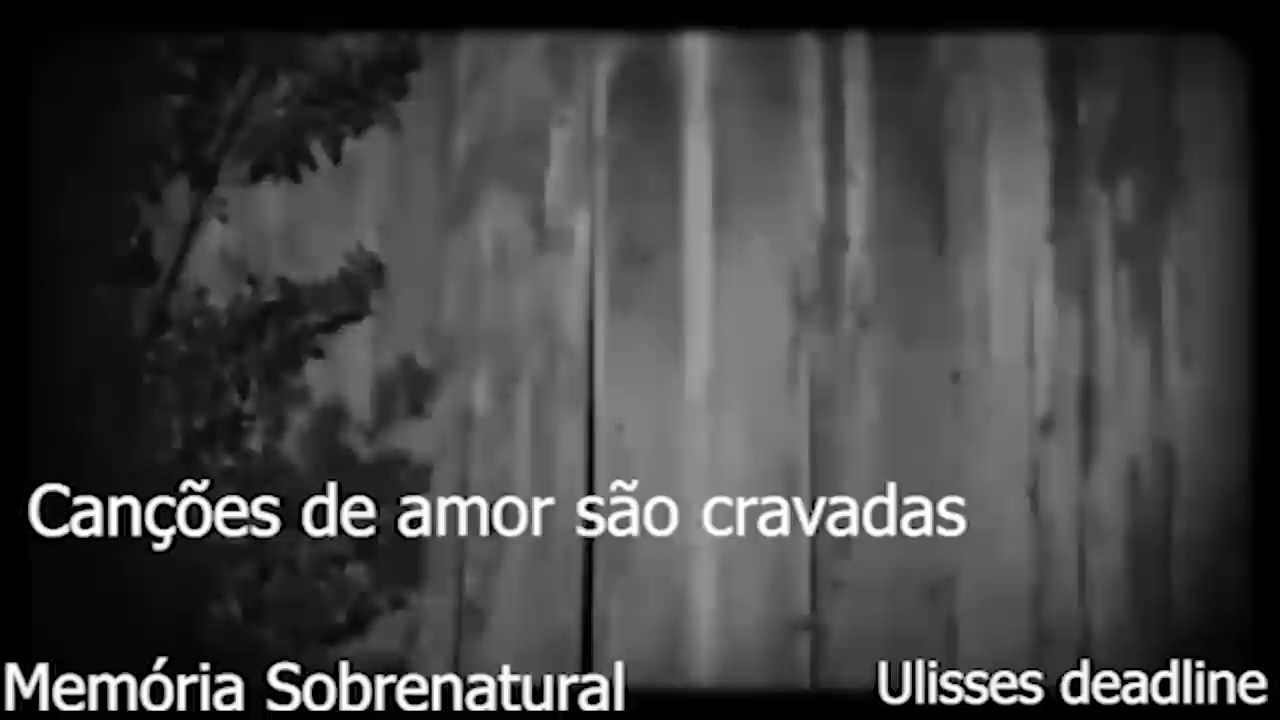 Canções de amor são cravadas
Memória Sobrenatural
Ulisses deadline